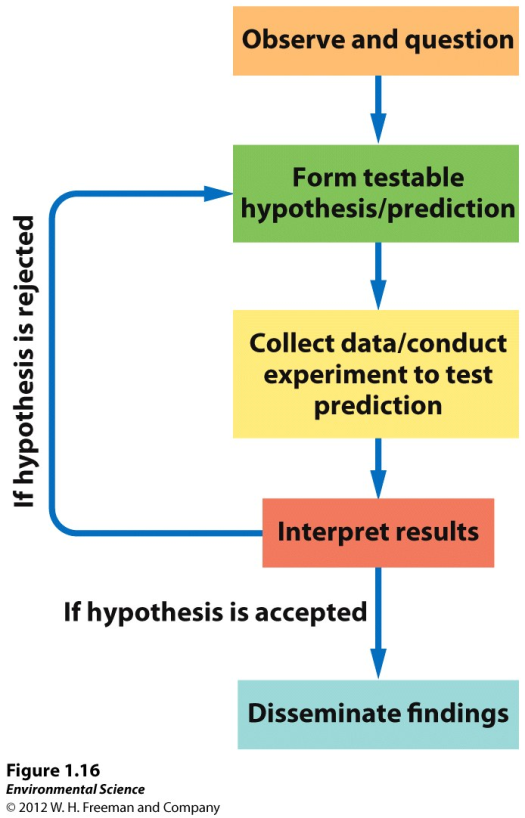 Observe and question
Form testable
hypothesis/prediction
If hypothesis is rejected
Collect data/conduct
experiment to test
prediction
Interpret results
If hypothesis is accepted
Disseminate findings
Figure 1.16
Environmental Science
© 2012 W. H. Freeman and Company